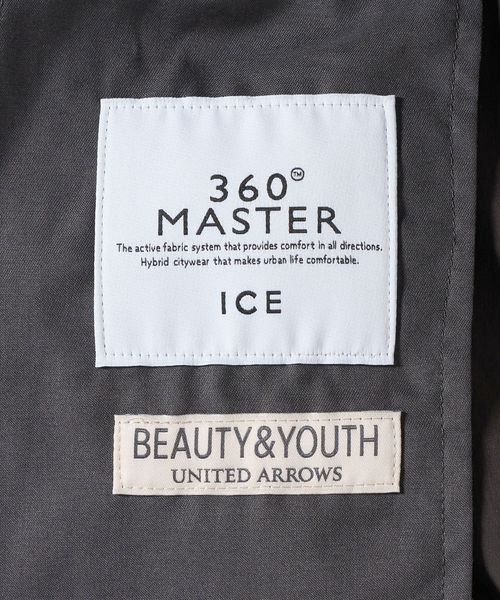 360°™
MASTER
The active fabric system that provides comfort in all directions.
Hybrid citywear that makes urban life comfortable.
ICE
BEAUTY&YOUTH
UNITED ARROWS